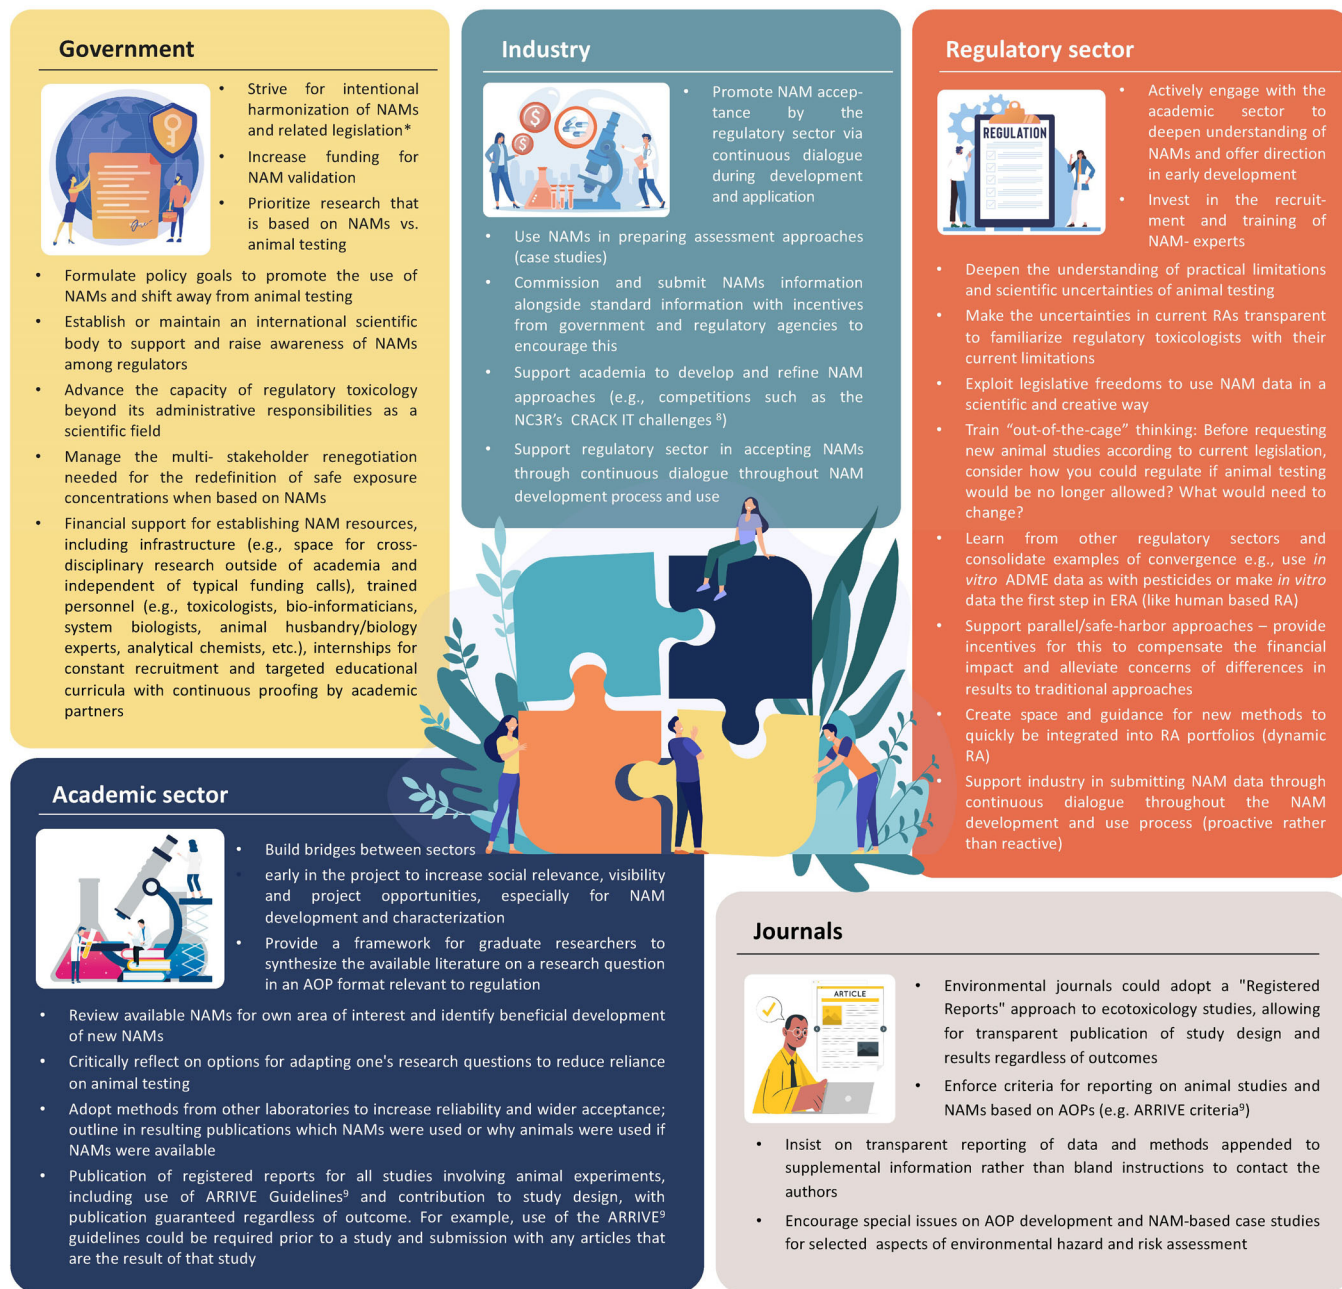 Government
• Strive for intentional
harmonization of NAMs
and related legislation*
• Increase funding for
NAM validation
• Prioritize research that
is based on NAMs vs.
animal testing
• Formulate policy goals to promote the use of
NAMs and shift away from animal testing
• Establish or maintain an international scientific
body to support and raise awareness of NAMs
among regulators
• Advance the capacity of regulatory toxicology
beyond its administrative responsibilities as a
scientific field
• Manage the multi- stakeholder renegotiation
needed for the redefinition of safe exposure
concentrations when based on NAMs
• Financial support for establishing NAM resources,
including infrastructure (e.g., space for cross-
disciplinary research outside of academia and
independent of typical funding calls), trained
personnel (e.g., toxicologists, bio-informaticians,
system biologists, animal husbandry/biology
experts, analytical chemists, etc.), internships for
constant recruitment and targeted educational
curricula with continuous proofing by academic
partners
Industry
• Promote NAM accep-
tance by the
regulatory sector via
continuous dialogue
during development
and application
• Use NAMs in preparing assessment approaches
(case studies)
• Commission and submit NAMs information
alongside standard information with incentives
from government and regulatory agencies to
encourage this
• Support academia to develop and refine NAM
approaches (e.g., competitions such as the
NC3R's CRACK IT challenges ⁸)
• Support regulatory sector in accepting NAMs
through continuous dialogue throughout NAM
development process and use
Regulatory sector
REGULATION
• Actively engage with the
academic sector to
deepen understanding of
NAMs and offer direction
in early development
• Invest in the recruit-
ment and training of
NAM- experts
• Deepen the understanding of practical limitations
and scientific uncertainties of animal testing
• Make the uncertainties in current RAs transparent
to familiarize regulatory toxicologists with their
current limitations
• Exploit legislative freedoms to use NAM data in a
scientific and creative way
• Train “out-of-the-cage” thinking: Before requesting
new animal studies according to current legislation,
consider how you could regulate if animal testing
would be no longer allowed? What would need to
change?
• Learn from other regulatory sectors and
consolidate examples of convergence e.g., use in
vitro ADME data as with pesticides or make in vitro
data the first step in ERA (like human based RA)
• Support parallel/safe-harbor approaches – provide
incentives for this to compensate the financial
impact and alleviate concerns of differences in
results to traditional approaches
• Create space and guidance for new methods to
quickly be integrated into RA portfolios (dynamic
RA)
• Support industry in submitting NAM data through
continuous dialogue throughout the NAM
development and use process (proactive rather
than reactive)
Academic sector
• Build bridges between sectors
• early in the project to increase social relevance, visibility
and project opportunities, especially for NAM
development and characterization
• Provide a framework for graduate researchers to
synthesize the available literature on a research question
in an AOP format relevant to regulation
• Review available NAMs for own area of interest and identify beneficial development
of new NAMs
• Critically reflect on options for adapting one's research questions to reduce reliance
on animal testing
• Adopt methods from other laboratories to increase reliability and wider acceptance;
outline in resulting publications which NAMs were used or why animals were used if
NAMs were available
• Publication of registered reports for all studies involving animal experiments,
including use of ARRIVE Guidelines⁹ and contribution to study design, with
publication guaranteed regardless of outcome. For example, use of the ARRIVE⁹
guidelines could be required prior to a study and submission with any articles that
are the result of that study
Journals
ARTICLE
• Environmental journals could adopt a "Registered
Reports" approach to ecotoxicology studies, allowing
for transparent publication of study design and
results regardless of outcomes
• Enforce criteria for reporting on animal studies and
NAMs based on AOPs (e.g. ARRIVE criteria⁹)
• Insist on transparent reporting of data and methods appended to
supplemental information rather than bland instructions to contact the
authors
• Encourage special issues on AOP development and NAM-based case studies
for selected aspects of environmental hazard and risk assessment